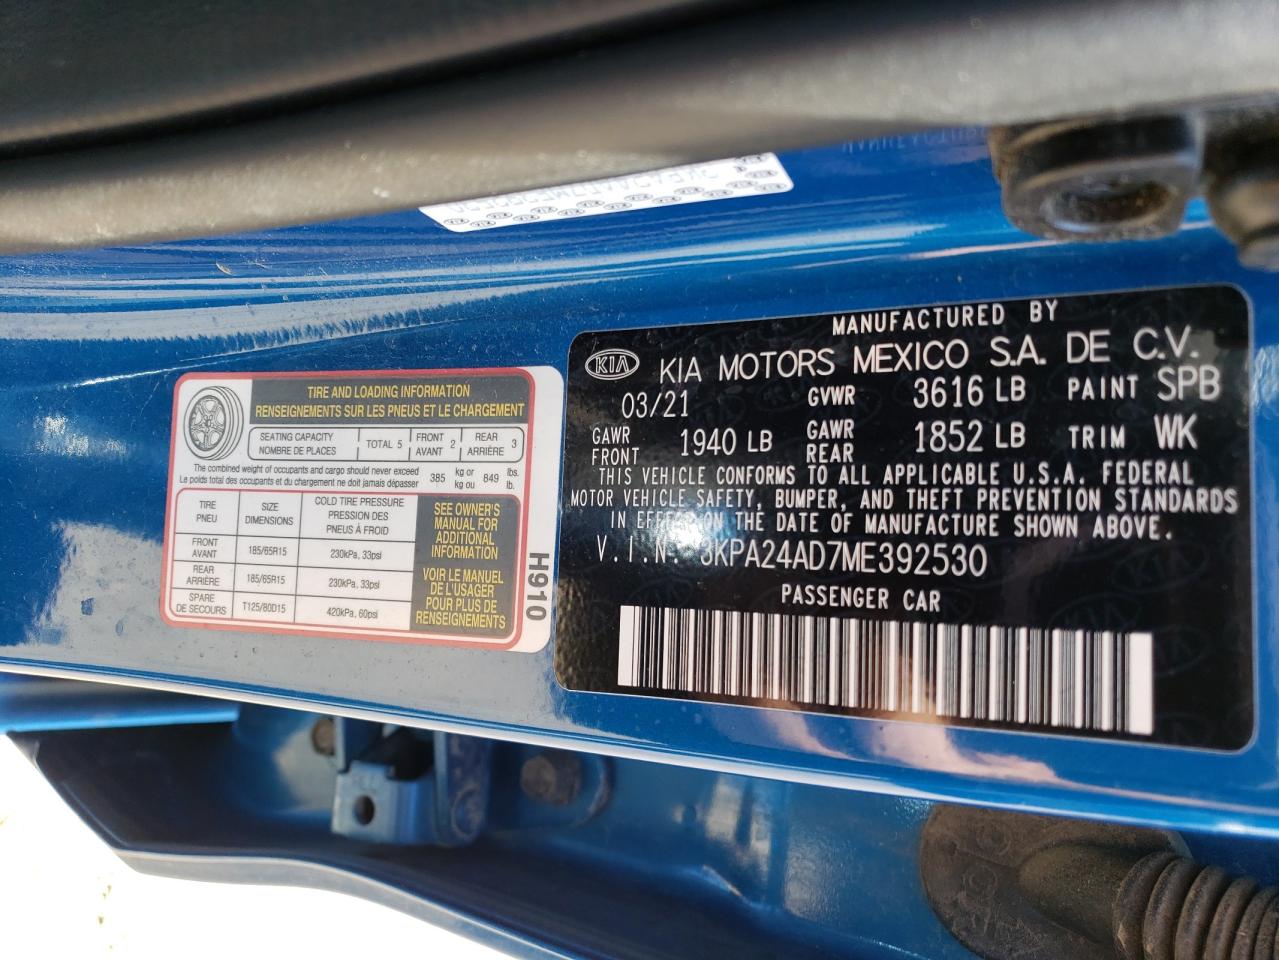 TIRE AND LOADING INFORMATION
RENSEIGNEMENTS SUR LES PNEUS ET LE CHARGEMENT
SEATING CAPACITY TOTAL 5 FRONT 2 REAR 3
NOMBRE DE PLACES AVANT ARRIÈRE
The combined weight of occupants and cargo should never exceed 385 kg or 849 lbs.
Le poids total des occupants et du chargement ne doit jamais dépasser kg ou lb.
TIRE SIZE COLD TIRE PRESSURE
PNEU DIMENSIONS PRESSION DES
PNEUS À FROID
FRONT 185/65R15 230kPa, 33psi
AVANT
REAR 185/65R15 230kPa, 33psi
ARRIÈRE
SPARE T125/80D15 420kPa, 60psi
DE SECOURS
SEE OWNER'S
MANUAL FOR
ADDITIONAL
INFORMATION
VOIR LE MANUEL
DE L'USAGER
POUR PLUS DE
RENSEIGNEMENTS
H910
MANUFACTURED BY
KIA KIA MOTORS MEXICO S.A. DE C.V.
03/21 GVWR 3616 LB PAINT SPB
GAWR FRONT 1940 LB GAWR REAR 1852 LB TRIM WK
THIS VEHICLE CONFORMS TO ALL APPLICABLE U.S.A. FEDERAL
MOTOR VEHICLE SAFETY, BUMPER, AND THEFT PREVENTION STANDARDS
IN EFFECT ON THE DATE OF MANUFACTURE SHOWN ABOVE.
V.I.N: 3KPA24AD7ME392530
PASSENGER CAR